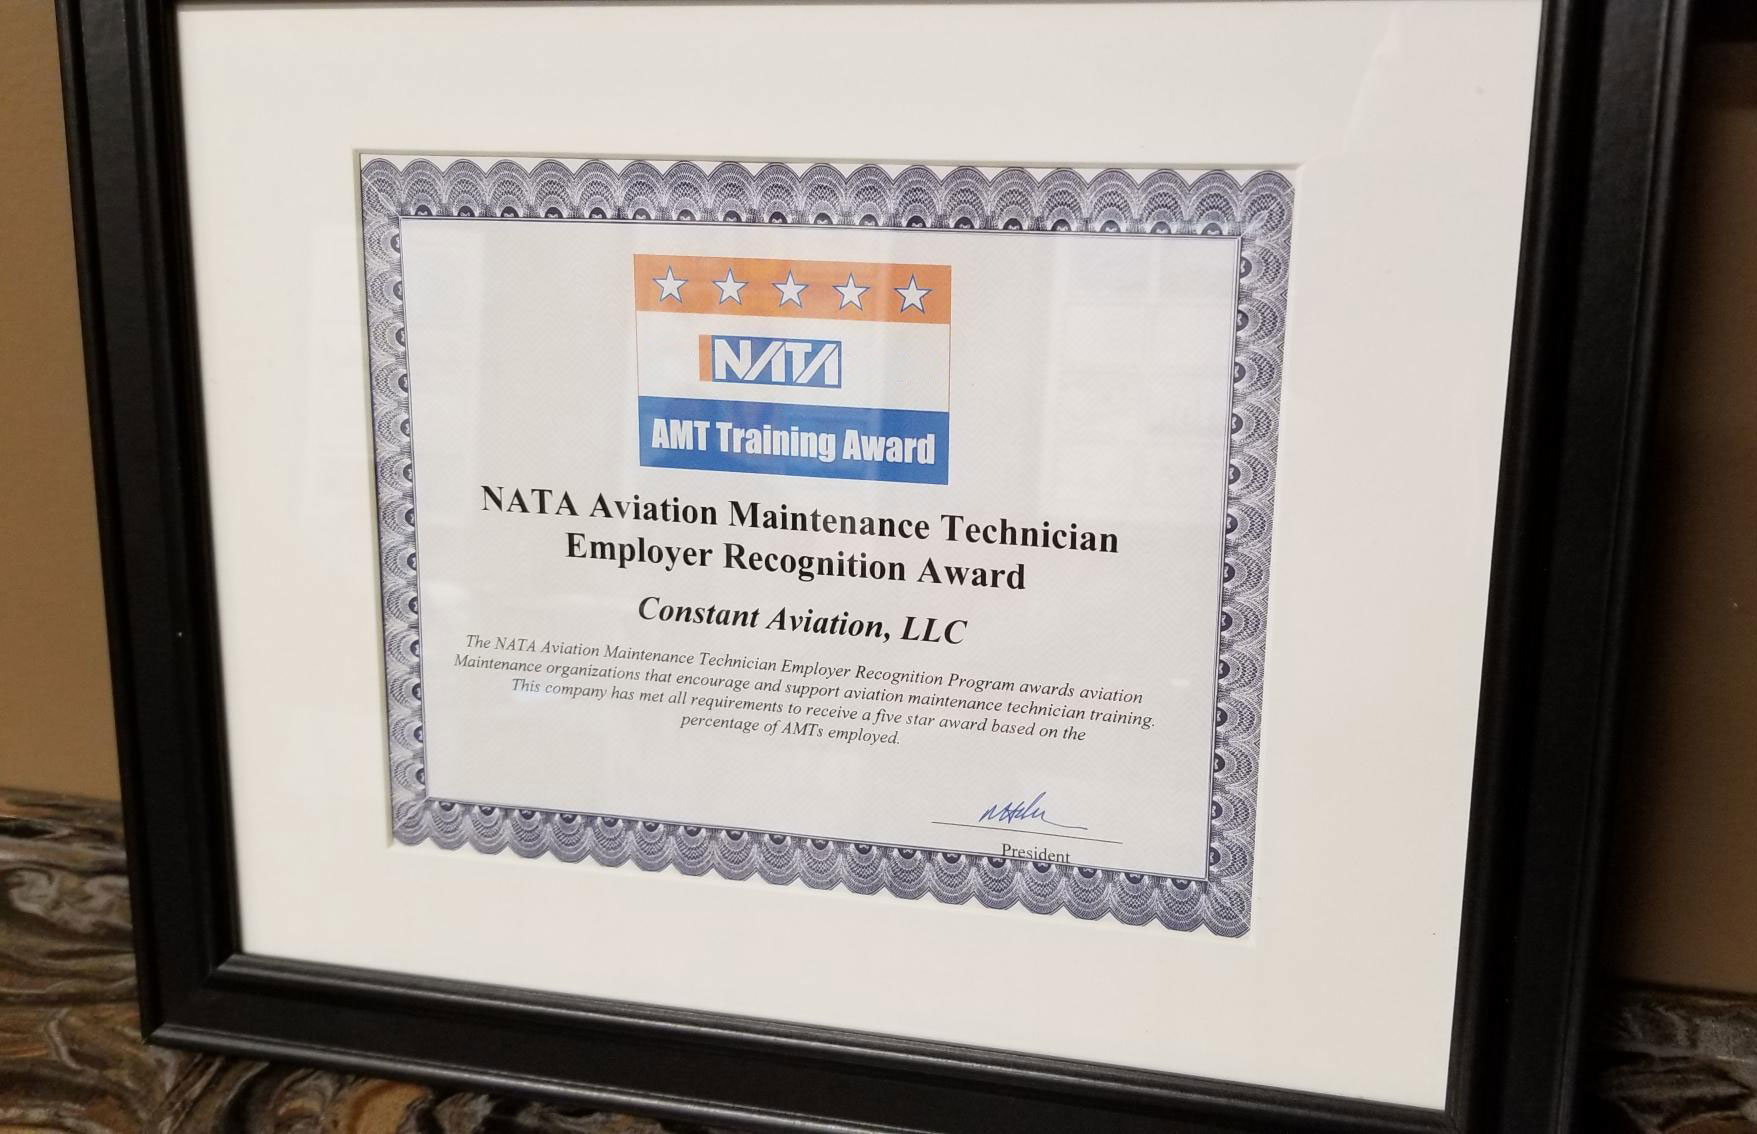 NATA
AMT Training Award
NATA Aviation Maintenance Technician
Employer Recognition Award
Constant Aviation, LLC
The NATA Aviation Maintenance Technician Employer Recognition Program awards aviation
Maintenance organizations that encourage and support aviation maintenance technician training.
This company has met all requirements to receive a five star award based on the
percentage of AMTs employed.
President